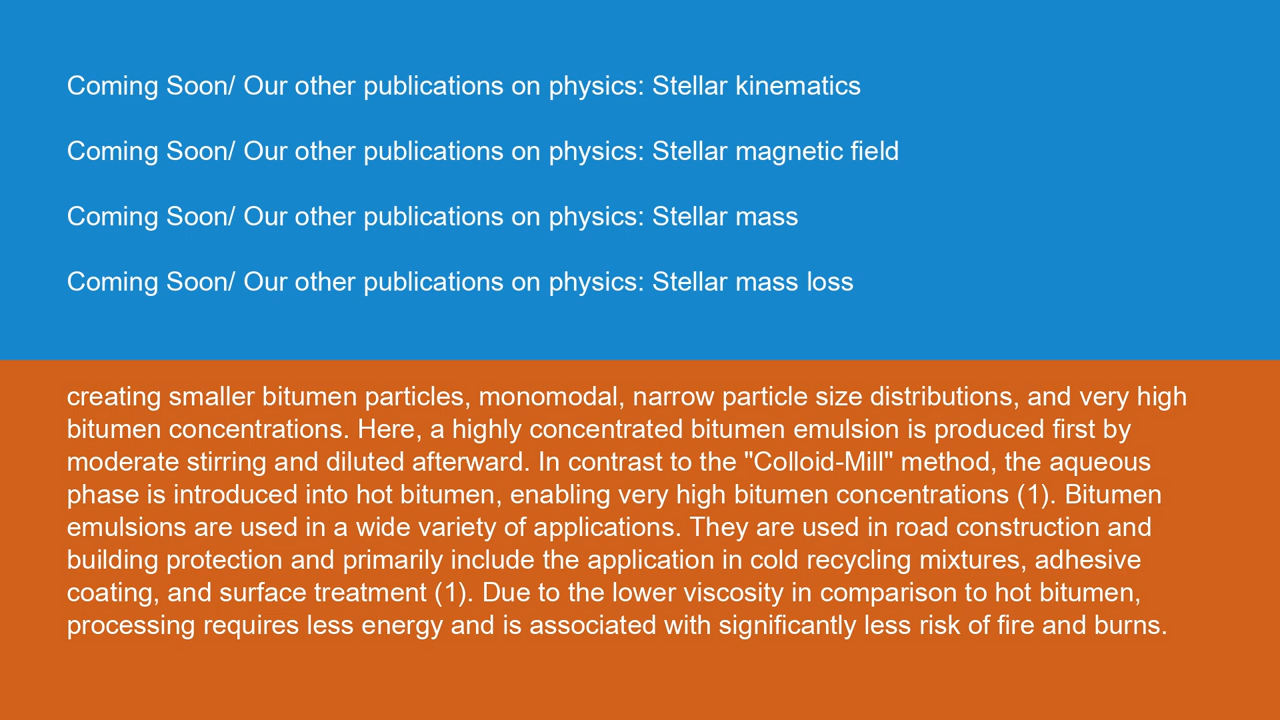 Coming Soon/ Our other publications on physics: Stellar kinematics
Coming Soon/ Our other publications on physics: Stellar magnetic field
Coming Soon/ Our other publications on physics: Stellar mass
Coming Soon/ Our other publications on physics: Stellar mass loss
creating smaller bitumen particles, monomodal, narrow particle size distributions, and very high
bitumen concentrations. Here, a highly concentrated bitumen emulsion is produced first by
moderate stirring and diluted afterward. In contrast to the "Colloid-Mill" method, the aqueous
phase is introduced into hot bitumen, enabling very high bitumen concentrations (1). Bitumen
emulsions are used in a wide variety of applications. They are used in road construction and
building protection and primarily include the application in cold recycling mixtures, adhesive
coating, and surface treatment (1). Due to the lower viscosity in comparison to hot bitumen,
processing requires less energy and is associated with significantly less risk of fire and burns.